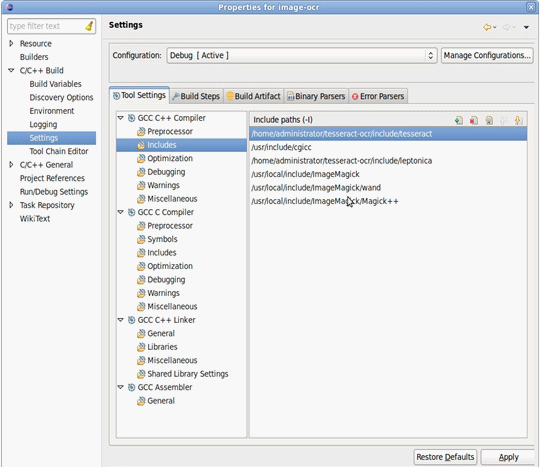 Properties for image-ocr
type filter text
Resource
Builders
C/C++ Build
Build Variables
Discovery Options
Environment
Logging
Settings
Tool Chain Editor
C/C++ General
Project References
Run/Debug Settings
Task Repository
WikiText
Settings
Configuration: Debug [ Active ] Manage Configurations...
Tool Settings Build Steps Build Artifact Binary Parsers Error Parsers
GCC C++ Compiler
Preprocessor
Includes
Optimization
Debugging
Warnings
Miscellaneous
GCC C Compiler
Preprocessor
Symbols
Includes
Optimization
Debugging
Warnings
Miscellaneous
GCC C++ Linker
General
Libraries
Miscellaneous
Shared Library Settings
GCC Assembler
General
Include paths (-I)
/home/administrator/tesseract-ocr/include/tesseract
/usr/include/cgicc
/home/administrator/tesseract-ocr/include/leptonica
/usr/local/include/ImageMagick
/usr/local/include/ImageMagick/wand
/usr/local/include/ImageMagick/Magick++
Restore Defaults Apply